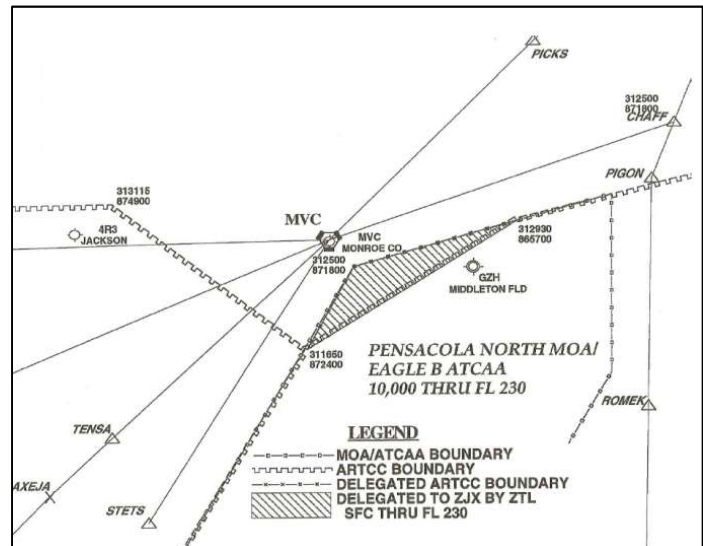 PICKS
312500
871800
CHAFF
PIGON
313115
874900
4R3
JACKSON
MVC
MVC
MONROE CO.
312500
871800
312930
865700
GZH
MIDDLETON FLD
311650
872400
PENSACOLA NORTH MOA/
EAGLE B ATCAA
10,000 THRU FL 230
ROMEK
TENSA
AXEJA
STETS
LEGEND
MOA/ATCAA BOUNDARY
ARTCC BOUNDARY
DELEGATED ARTCC BOUNDARY
DELEGATED TO ZJX BY ZTL
SFC THRU FL 230